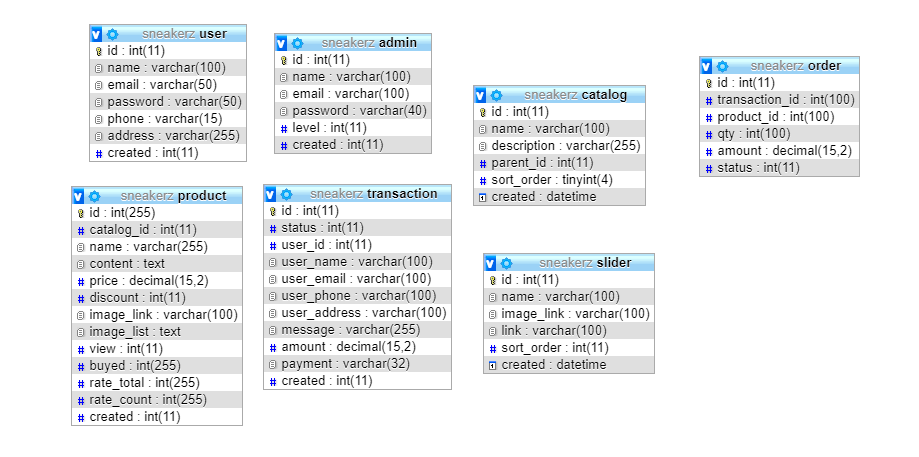 sneakerz user
id : int(11)
name : varchar(100)
email : varchar(50)
password : varchar(50)
phone : varchar(15)
address : varchar(255)
created : int(11)
sneakerz admin
id : int(11)
name : varchar(100)
email : varchar(100)
password : varchar(40)
level : int(11)
created : int(11)
sneakerz catalog
id : int(11)
name : varchar(100)
description : varchar(255)
parent_id : int(11)
sort_order : tinyint(4)
created : datetime
sneakerz order
id : int(11)
transaction_id : int(100)
product_id : int(100)
qty : int(100)
amount : decimal(15,2)
status : int(11)
sneakerz product
id : int(255)
catalog_id : int(11)
name : varchar(255)
content : text
price : decimal(15,2)
discount : int(11)
image_link : varchar(100)
image_list : text
view : int(11)
buyed : int(255)
rate_total : int(255)
rate_count : int(255)
created : int(11)
sneakerz transaction
id : int(11)
status : int(11)
user_id : int(11)
user_name : varchar(100)
user_email : varchar(100)
user_phone : varchar(100)
user_address : varchar(100)
message : varchar(255)
amount : decimal(15,2)
payment : varchar(32)
created : int(11)
sneakerz slider
id : int(11)
name : varchar(100)
image_link : varchar(100)
link : varchar(100)
sort_order : int(11)
created : datetime